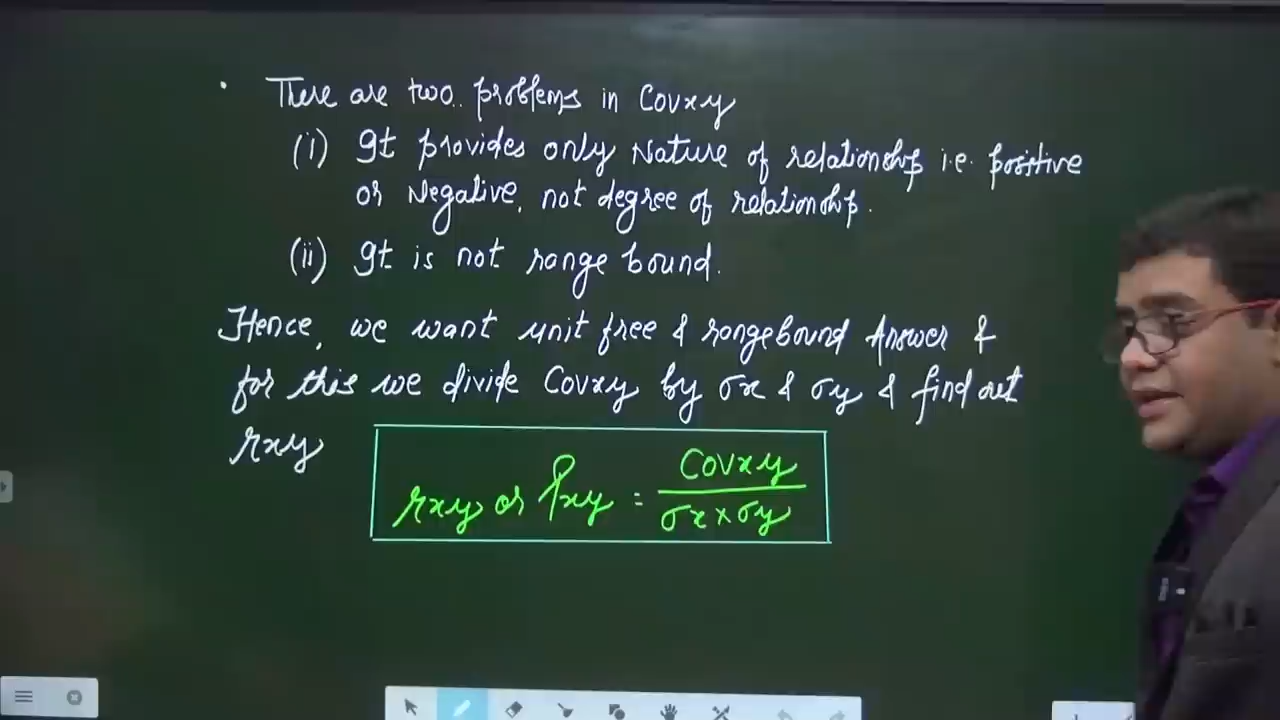 • There are two problems in Covxy
(i) It provides only Nature of relationship i.e. positive
or Negative, not degree of relationship.
(ii) It is not range bound.
Hence, we want unit free & rangebound Answer &
for this we divide Covxy by σx & σy & find out
rxy
rxy or ρxy = Covxy / σx × σy